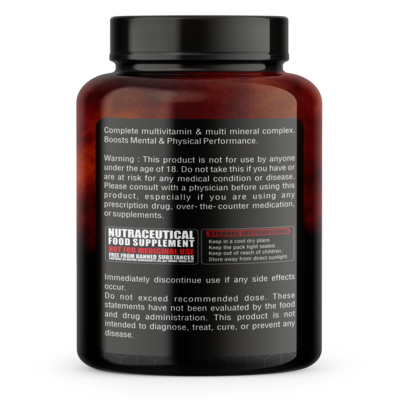 Complete multivitamin & multi mineral complex.
Boosts Mental & Physical Performance.
Warning : This product is not for use by anyone
under the age of 18. Do not take this if you have or
are at risk for any medical condition or disease.
Please consult with a physician before using this
product, especially if you are using any
prescription drug, over- the- counter medication,
or supplements.
NUTRACEUTICAL
FOOD SUPPLEMENT
NOT FOR MEDICINAL USE
FREE FROM BANNED SUBSTANCES
STORAGE INSTRUCTIONS
Keep in a cool dry place.
Keep the pack tight sealed.
Keep out of reach of children.
Store away from direct sunlight.
Immediately discontinue use if any side effects
occur.
Do not exceed recommended dose. These
statements have not been evaluated by the food
and drug administration. This product is not
intended to diagnose, treat, cure, or prevent any
disease.